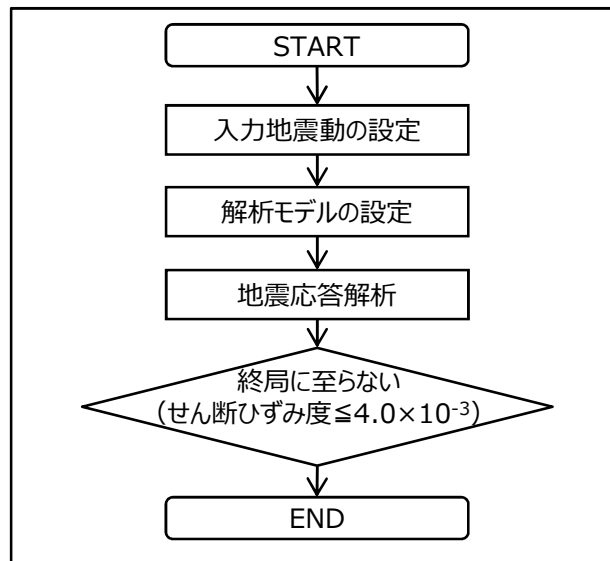 START
入力地震動の設定
解析モデルの設定
地震応答解析
終局に至らない
（せん断ひずみ度≦4.0×10⁻³）
END